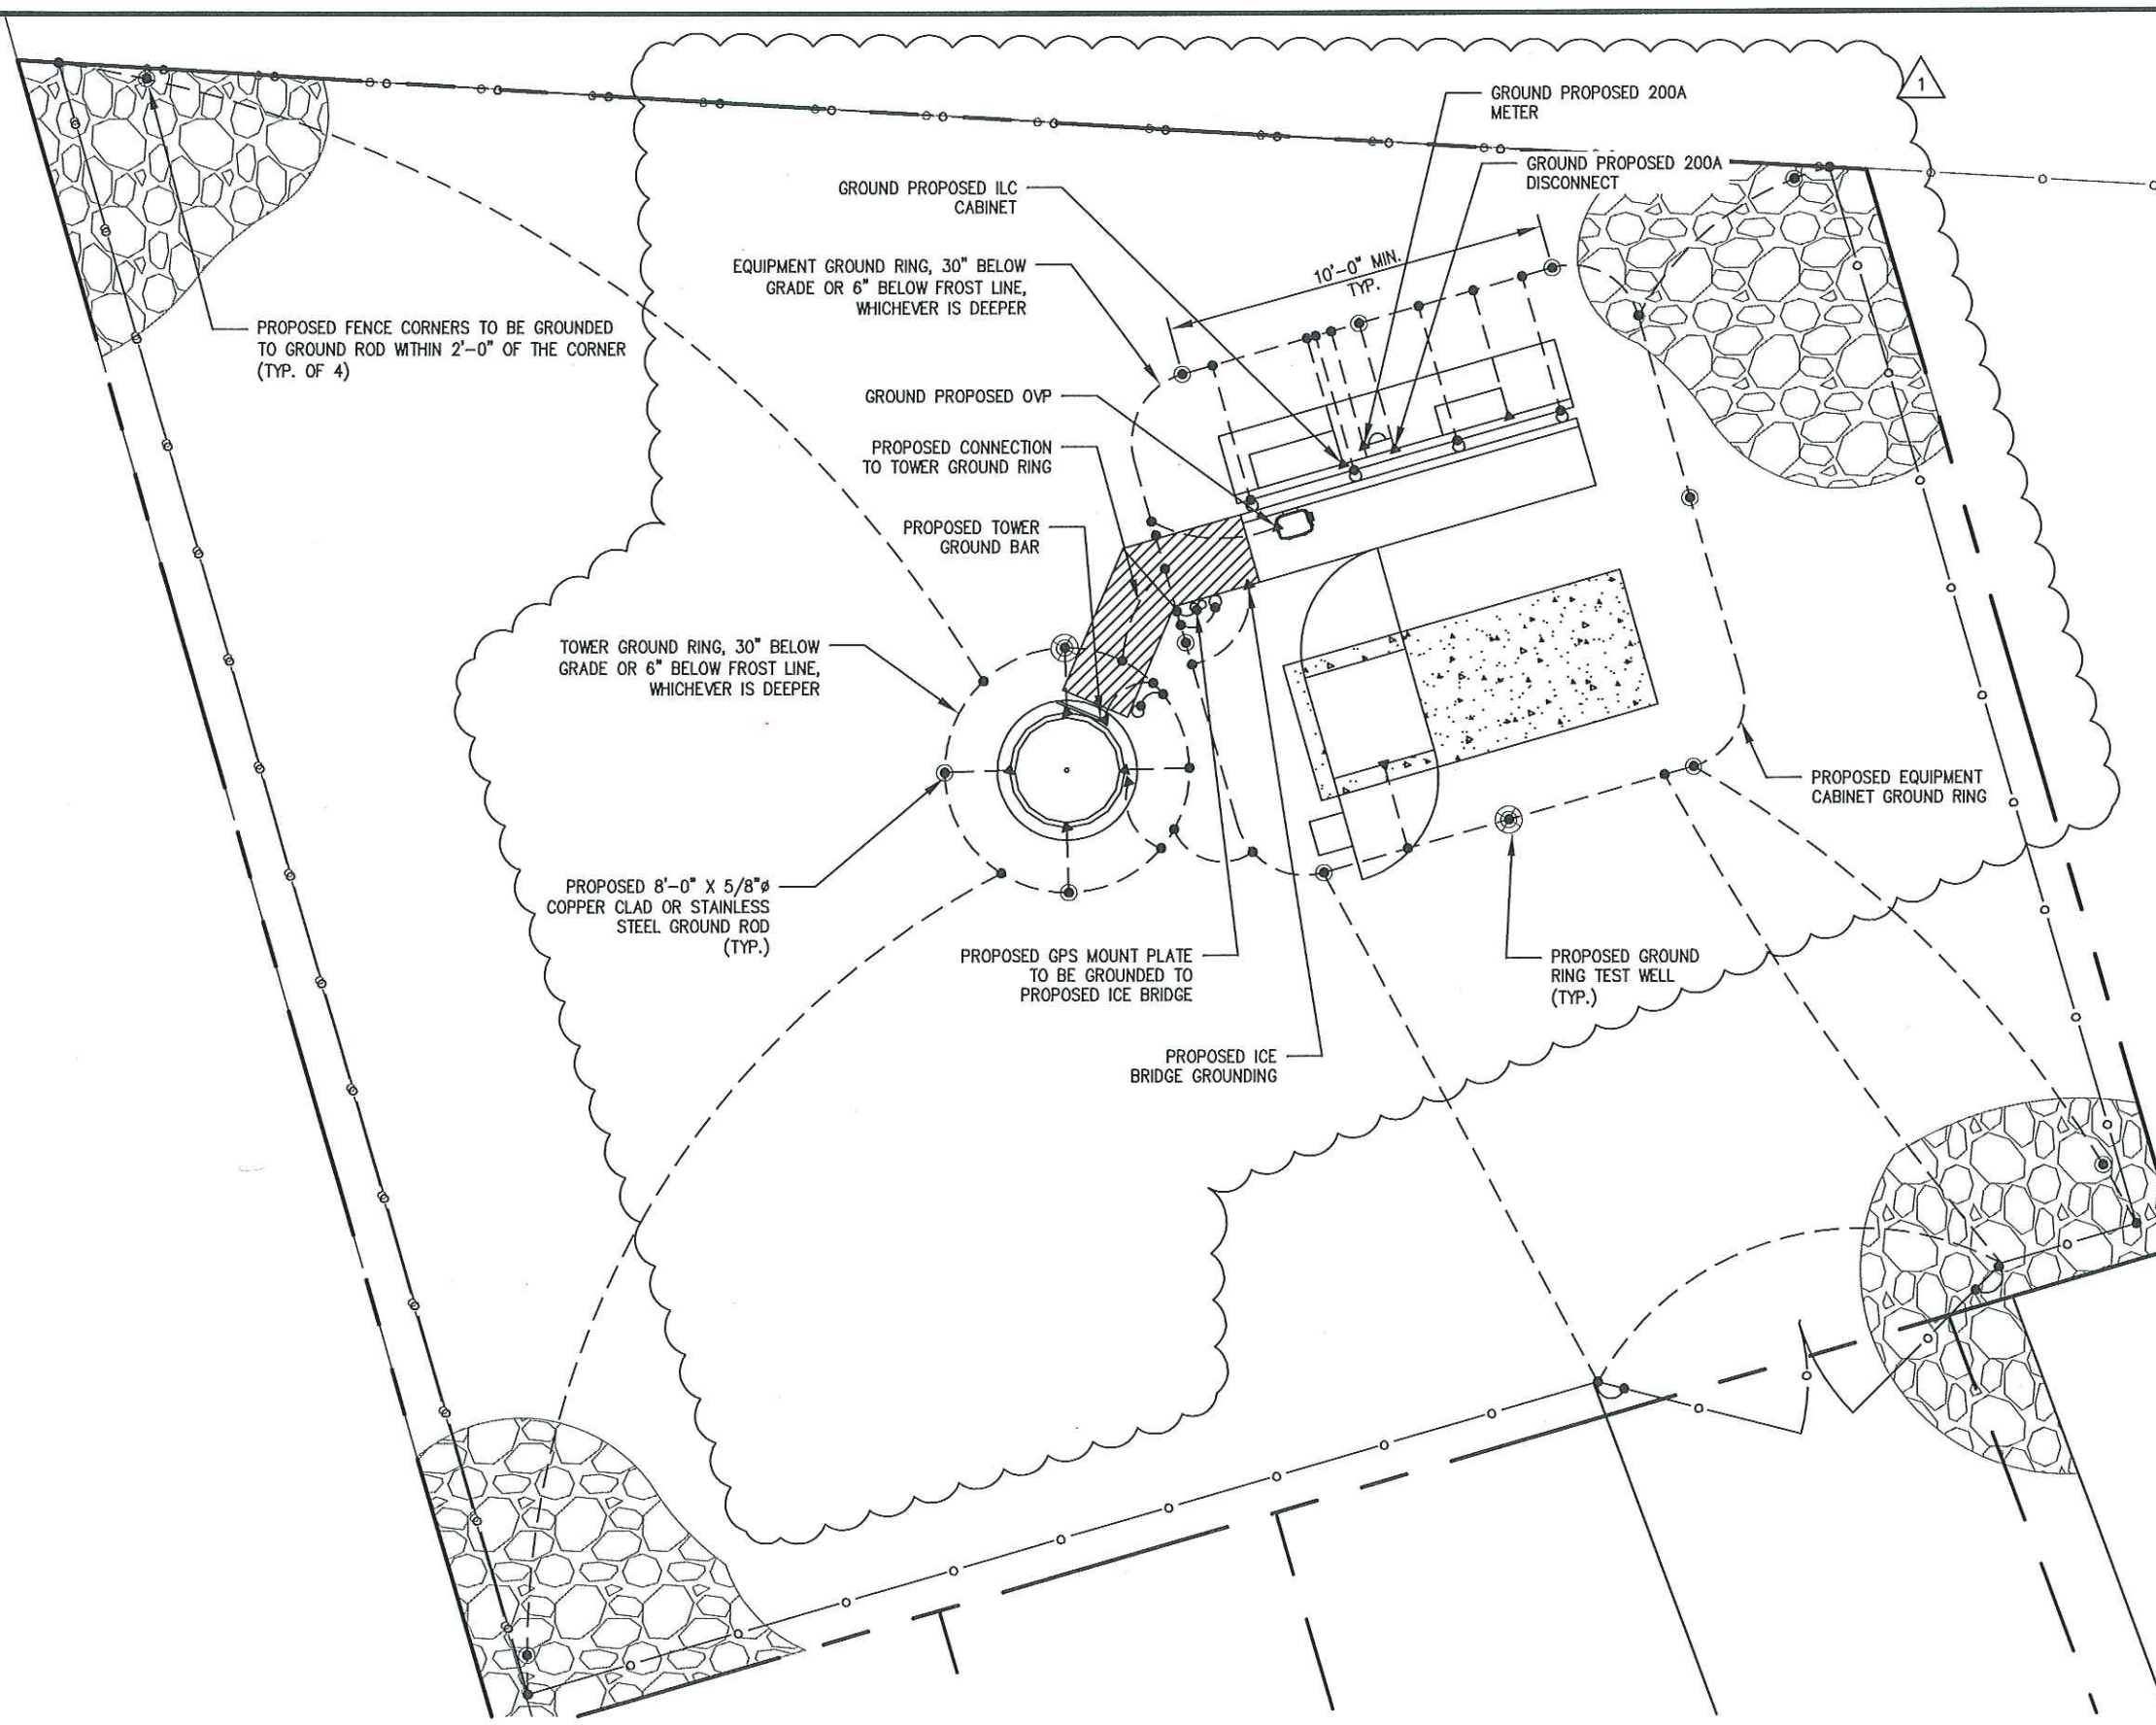 1
GROUND PROPOSED 200A
METER
GROUND PROPOSED 200A
DISCONNECT
GROUND PROPOSED ILC
CABINET
EQUIPMENT GROUND RING, 30" BELOW
GRADE OR 6" BELOW FROST LINE,
WHICHEVER IS DEEPER
10'-0" MIN.
TYP.
PROPOSED FENCE CORNERS TO BE GROUNDED
TO GROUND ROD WITHIN 2'-0" OF THE CORNER
(TYP. OF 4)
GROUND PROPOSED OVP
PROPOSED CONNECTION
TO TOWER GROUND RING
PROPOSED TOWER
GROUND BAR
TOWER GROUND RING, 30" BELOW
GRADE OR 6" BELOW FROST LINE,
WHICHEVER IS DEEPER
PROPOSED EQUIPMENT
CABINET GROUND RING
PROPOSED 8'-0" X 5/8"ø
COPPER CLAD OR STAINLESS
STEEL GROUND ROD
(TYP.)
PROPOSED GPS MOUNT PLATE
TO BE GROUNDED TO
PROPOSED ICE BRIDGE
PROPOSED GROUND
RING TEST WELL
(TYP.)
PROPOSED ICE
BRIDGE GROUNDING